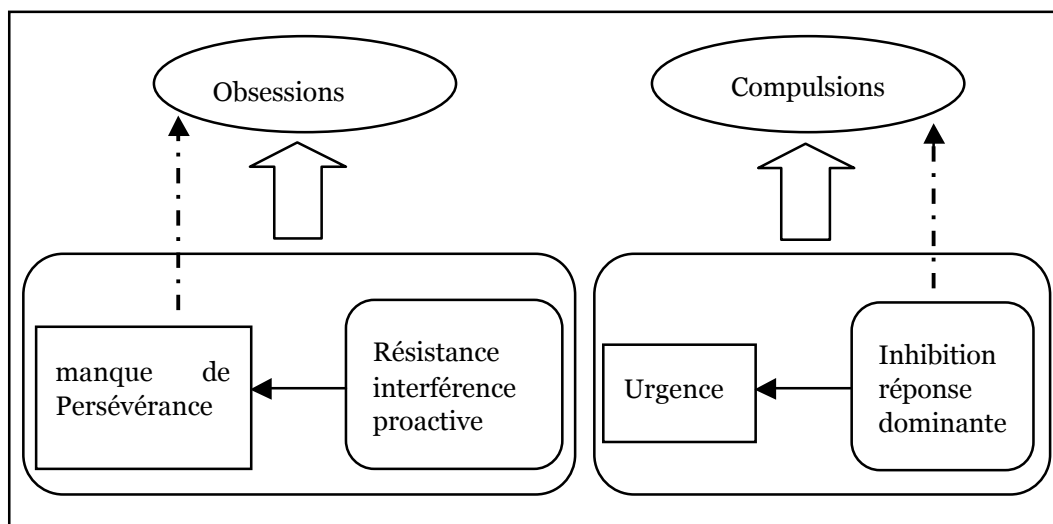 Obsessions
Compulsions
manque de
Persévérance
Résistance
interférence
proactive
Urgence
Inhibition
réponse
dominante